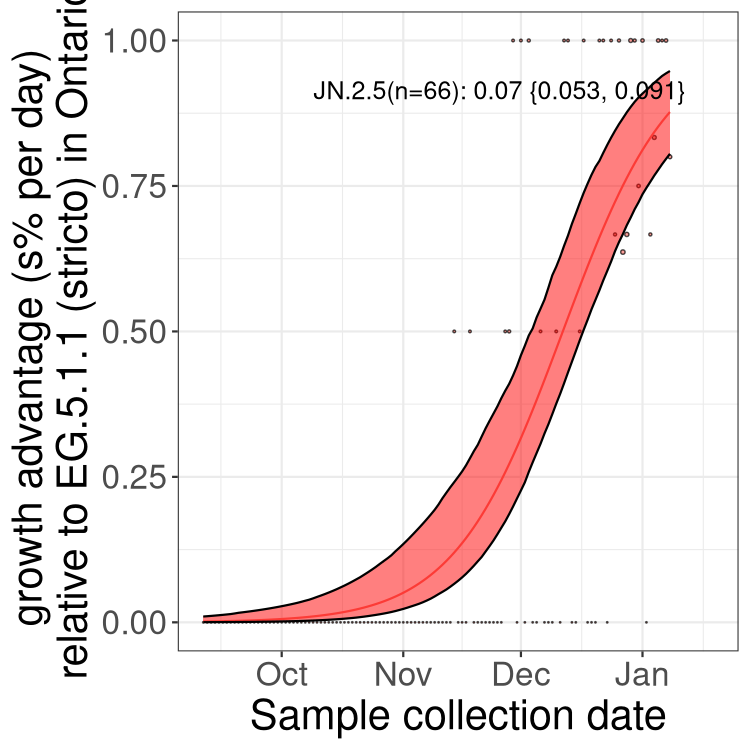 growth advantage (s% per day)
relative to EG.5.1.1 (stricto) in Ontario
1.00
0.75
0.50
0.25
0.00
JN.2.5(n=66): 0.07 {0.053, 0.091}
Oct Nov Dec Jan
Sample collection date